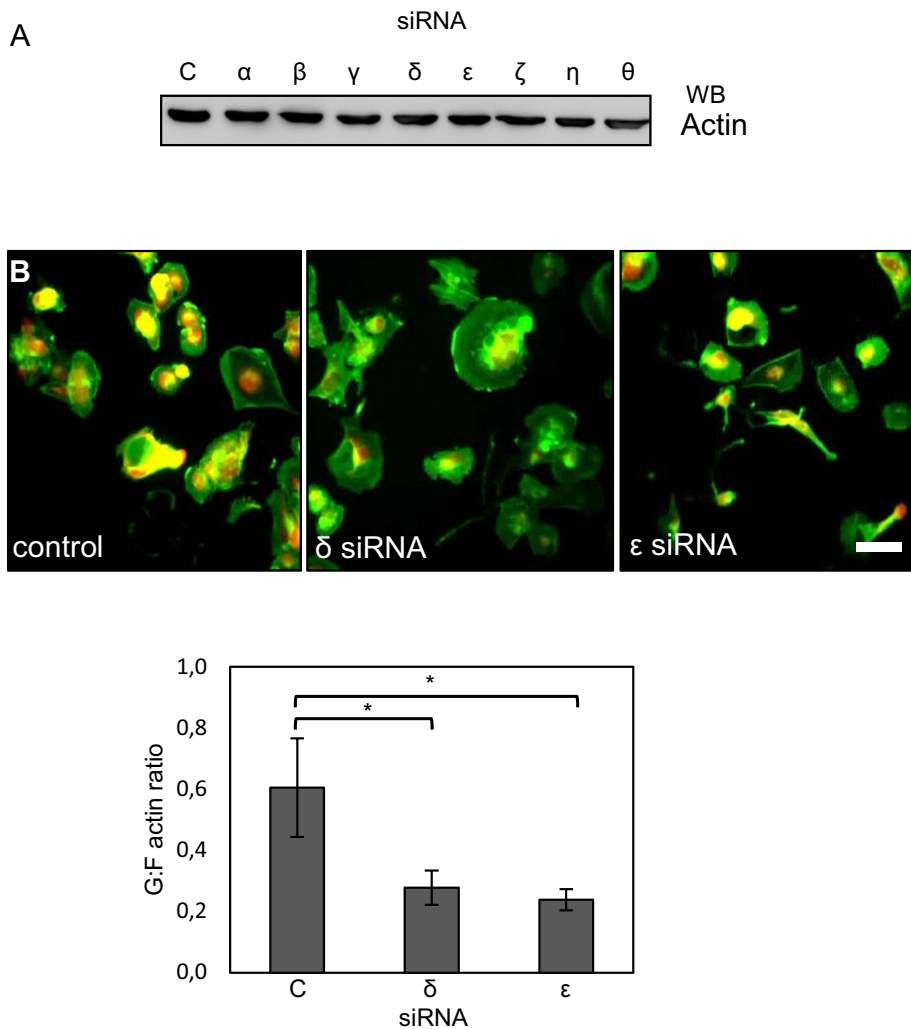 A
siRNA
C α β γ δ ε ζ η θ
WB
Actin
B
control
δ siRNA
ε siRNA
1,0
0,8
0,6
0,4
0,2
0,0
G:F actin ratio
*
*
C δ ε
siRNA